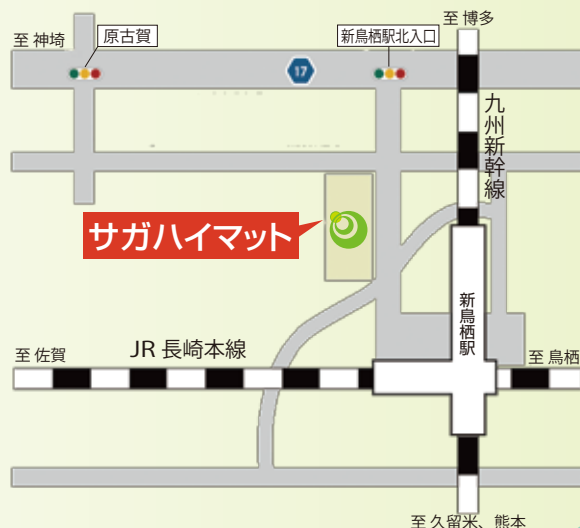 至 博多
至 神埼
原古賀
新鳥栖駅北入口
17
九州新幹線
サガハイマット
新鳥栖駅
至 佐賀
JR 長崎本線
至 鳥栖
至 久留米、熊本